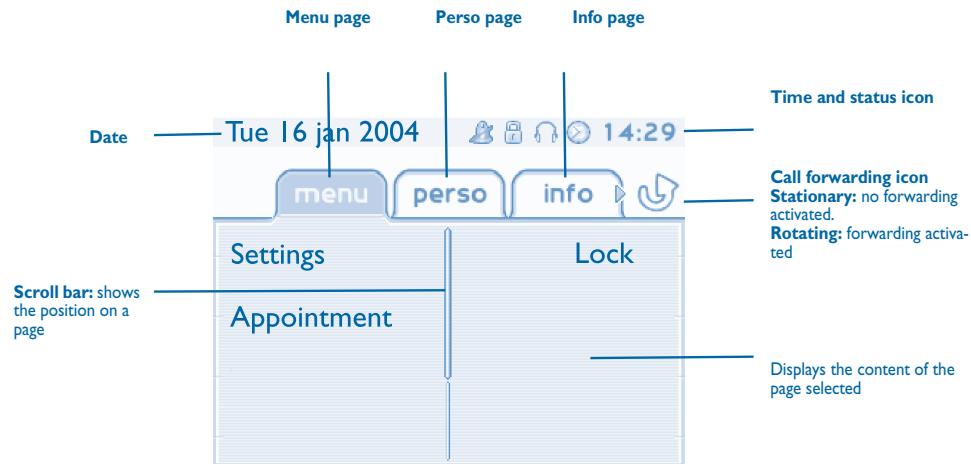 Menu page
Perso page
Info page
Time and status icon
Date
Tue 16 jan 2004
14:29
Call forwarding icon
Stationary: no forwarding
activated.
Rotating: forwarding activa-
ted
menu
perso
info
Settings
Lock
Scroll bar: shows
the position on a
page
Appointment
Displays the content of the
page selected